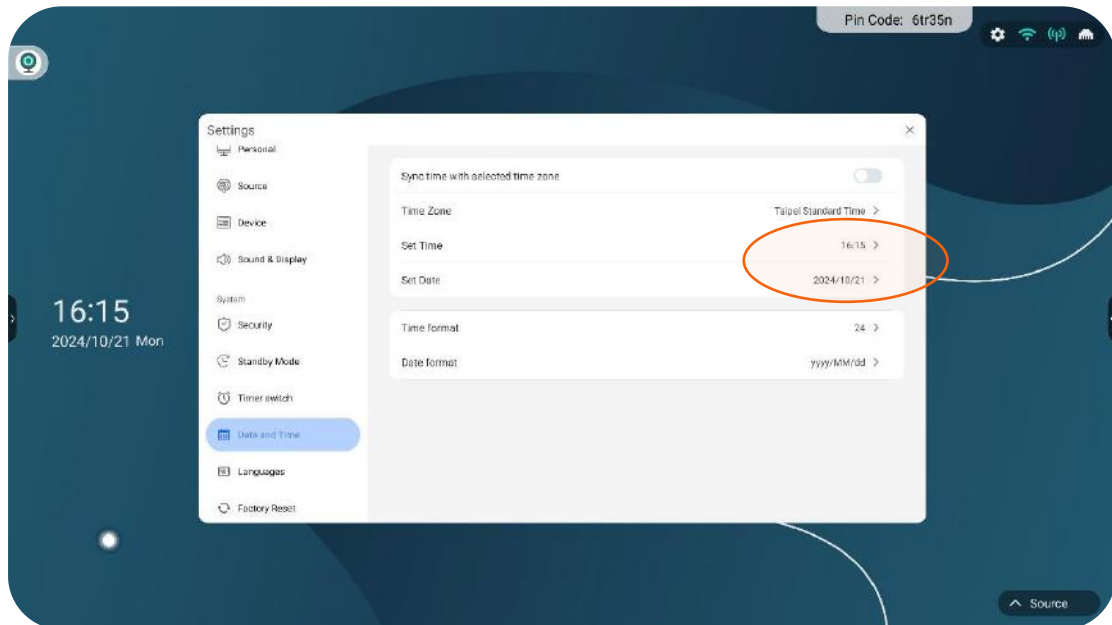 Pin Code: 6tr35n
Settings
Personal
Source
Device
Sound & Display
System
Security
Standby Mode
Timer switch
Date and Time
Languages
Factory Reset
Sync time with selected time zone
Time Zone
Taipei Standard Time
Set Time
16:15
Set Date
2024/10/21
Time format
24
Date format
yyyy/MM/dd
16:15
2024/10/21 Mon
Source